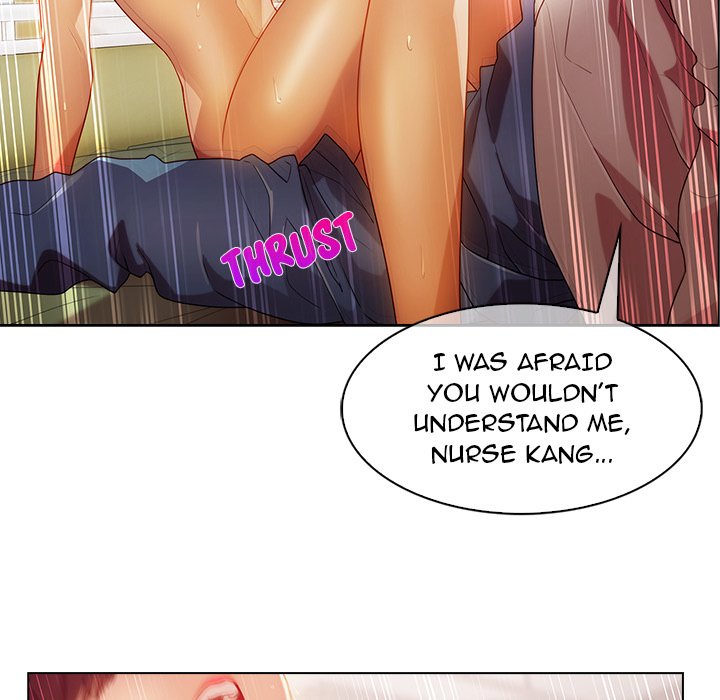 THRUST
I WAS AFRAID
YOU WOULDN'T
UNDERSTAND ME,
NURSE KANG...